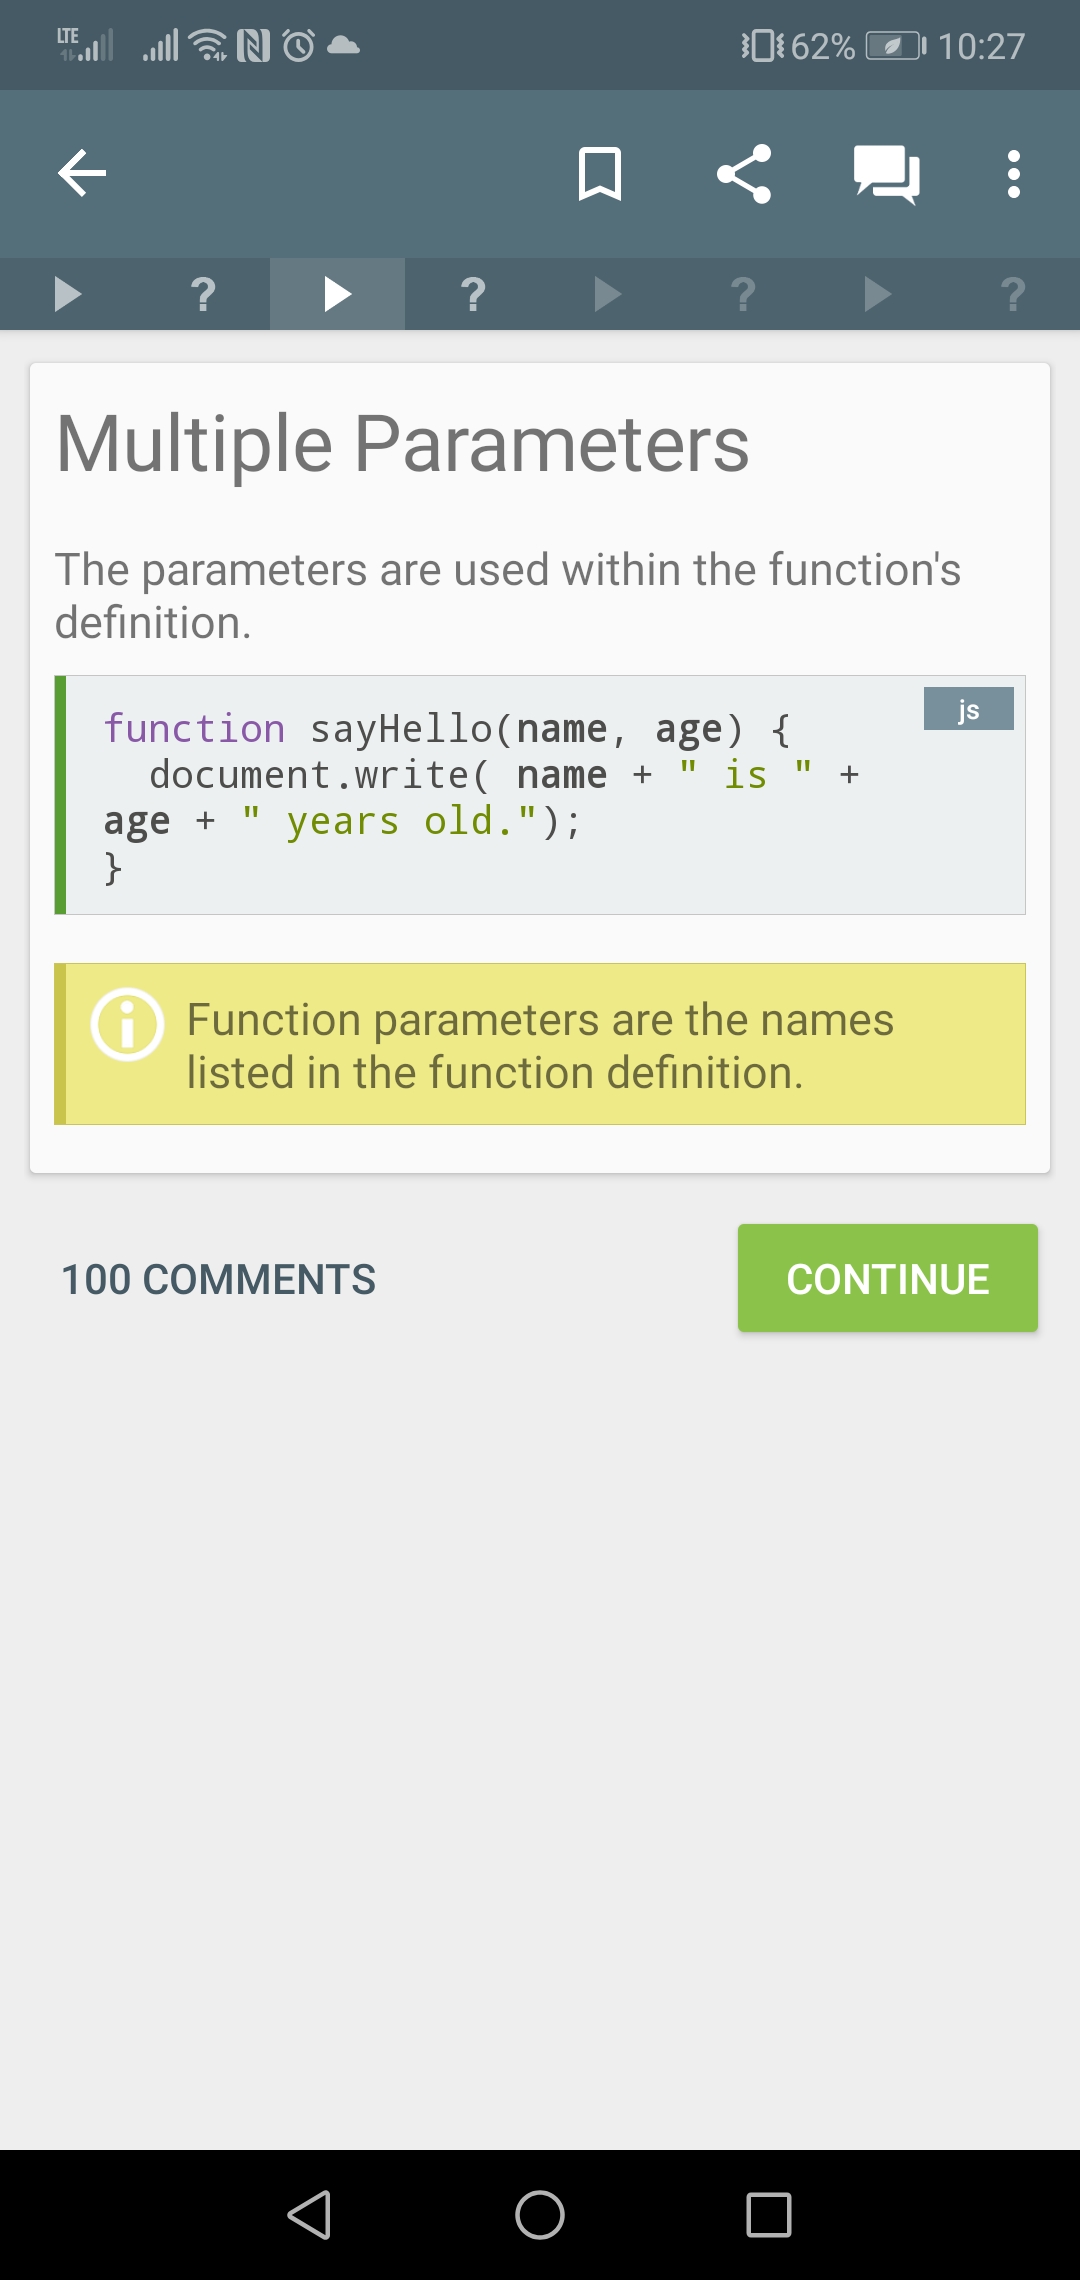 LTE 62% 10:27
? ? ? ?
Multiple Parameters
The parameters are used within the function's
definition.
js
function sayHello(name, age) {
  document.write( name + " is " +
age + " years old.");
}
Function parameters are the names
listed in the function definition.
100 COMMENTS CONTINUE